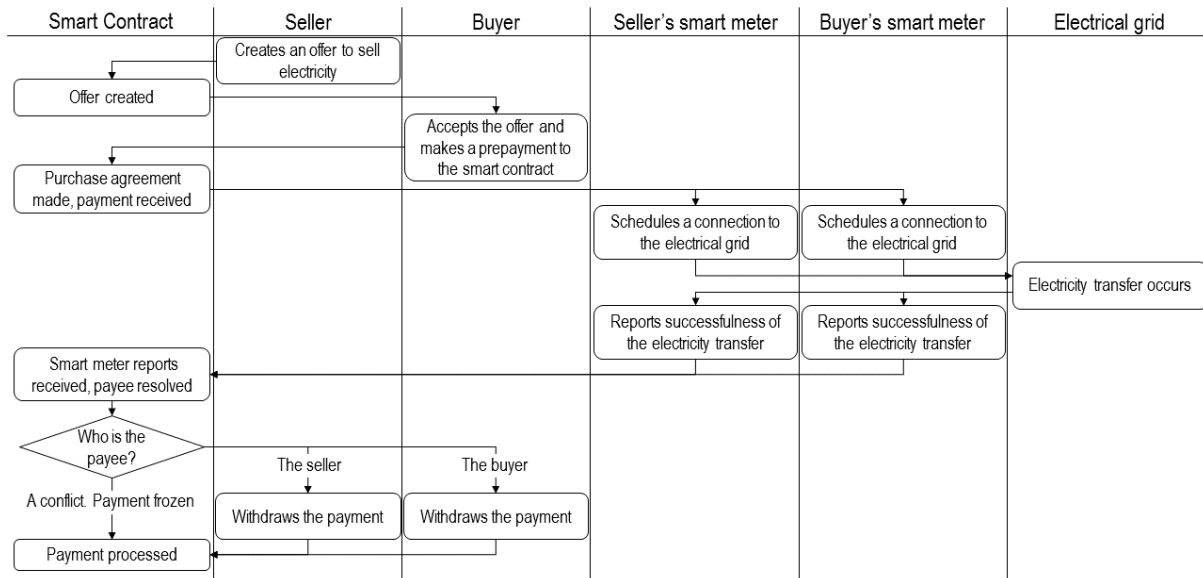 Smart Contract
Seller
Buyer
Seller's smart meter
Buyer's smart meter
Electrical grid
Creates an offer to sell
electricity
Offer created
Accepts the offer and
makes a prepayment to
the smart contract
Purchase agreement
made, payment received
Schedules a connection to
the electrical grid
Schedules a connection to
the electrical grid
Electricity transfer occurs
Reports successfulness of
the electricity transfer
Reports successfulness of
the electricity transfer
Smart meter reports
received, payee resolved
Who is the
payee?
The seller
The buyer
A conflict. Payment frozen
Withdraws the payment
Withdraws the payment
Payment processed